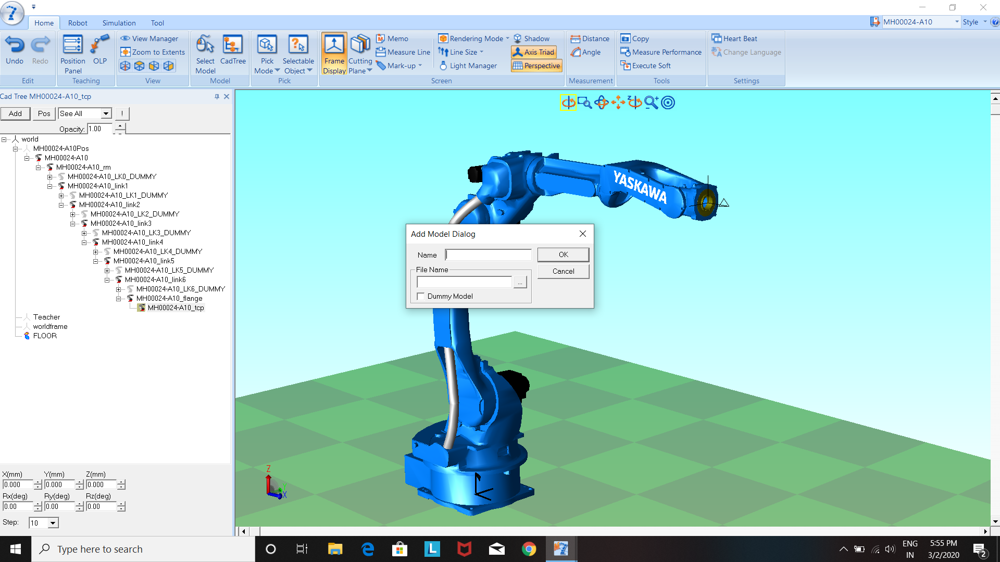 Home Robot Simulation Tool
MH00024-A10 Style
Undo
Redo
Edit
Position
Panel
OLP
Teaching
View Manager
Zoom to Extents
View
Select
Model
CadTree
Model
Pick
Mode
Selectable
Object
Pick
Frame
Display
Cutting
Plane
Memo
Measure Line
Mark-up
Rendering Mode
Line Size
Light Manager
Shadow
Axis Triad
Perspective
Screen
Distance
Angle
Measurement
Copy
Measure Performance
Execute Soft
Tools
Heart Beat
Change Language
Settings
Cad Tree MH00024-A10_tcp
Add Pos See All !
Opacity: 1.00
world
MH00024-A10Pos
MH00024-A10
MH00024-A10_rm
MH00024-A10_LK0_DUMMY
MH00024-A10_link1
MH00024-A10_LK1_DUMMY
MH00024-A10_link2
MH00024-A10_LK2_DUMMY
MH00024-A10_link3
MH00024-A10_LK3_DUMMY
MH00024-A10_link4
MH00024-A10_LK4_DUMMY
MH00024-A10_link5
MH00024-A10_LK5_DUMMY
MH00024-A10_link6
MH00024-A10_LK6_DUMMY
MH00024-A10_flange
MH00024-A10_tcp
Teacher
worldframe
FLOOR
X(mm) Y(mm) Z(mm)
0.000 0.000 0.000
Rx(deg) Ry(deg) Rz(deg)
0.00 0.00 0.00
Step: 10
YASKAWA
Add Model Dialog
Name
OK
File Name
Cancel
...
Dummy Model
Z
Y
X
Type here to search
ENG
IN
5:55 PM
3/2/2020
2